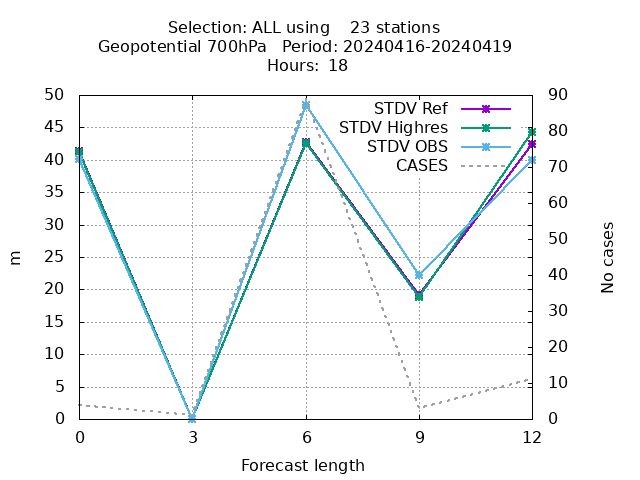 Selection: ALL using    23 stations
Geopotential 700hPa   Period: 20240416-20240419
Hours:  18
50 90
45 80
40 70
35 60
30 50
25 40
20 30
15 20
10 10
5 0
0
m
No cases
STDV Ref
STDV Highres
STDV OBS
CASES
0 3 6 9 12
Forecast length